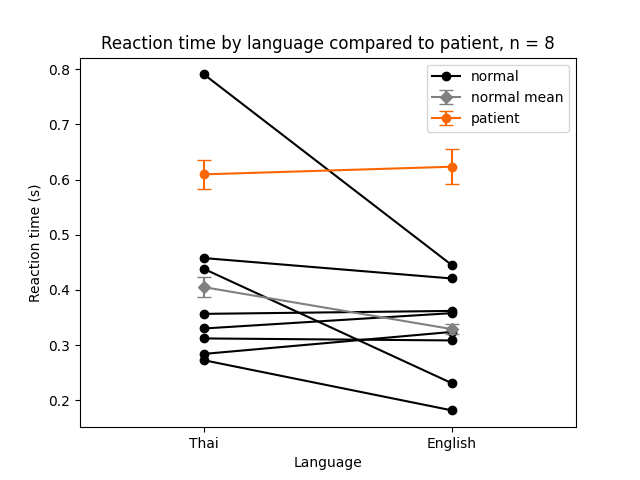 Reaction time by language compared to patient, n = 8
normal
normal mean
patient
Reaction time (s)
0.8
0.7
0.6
0.5
0.4
0.3
0.2
Thai
English
Language